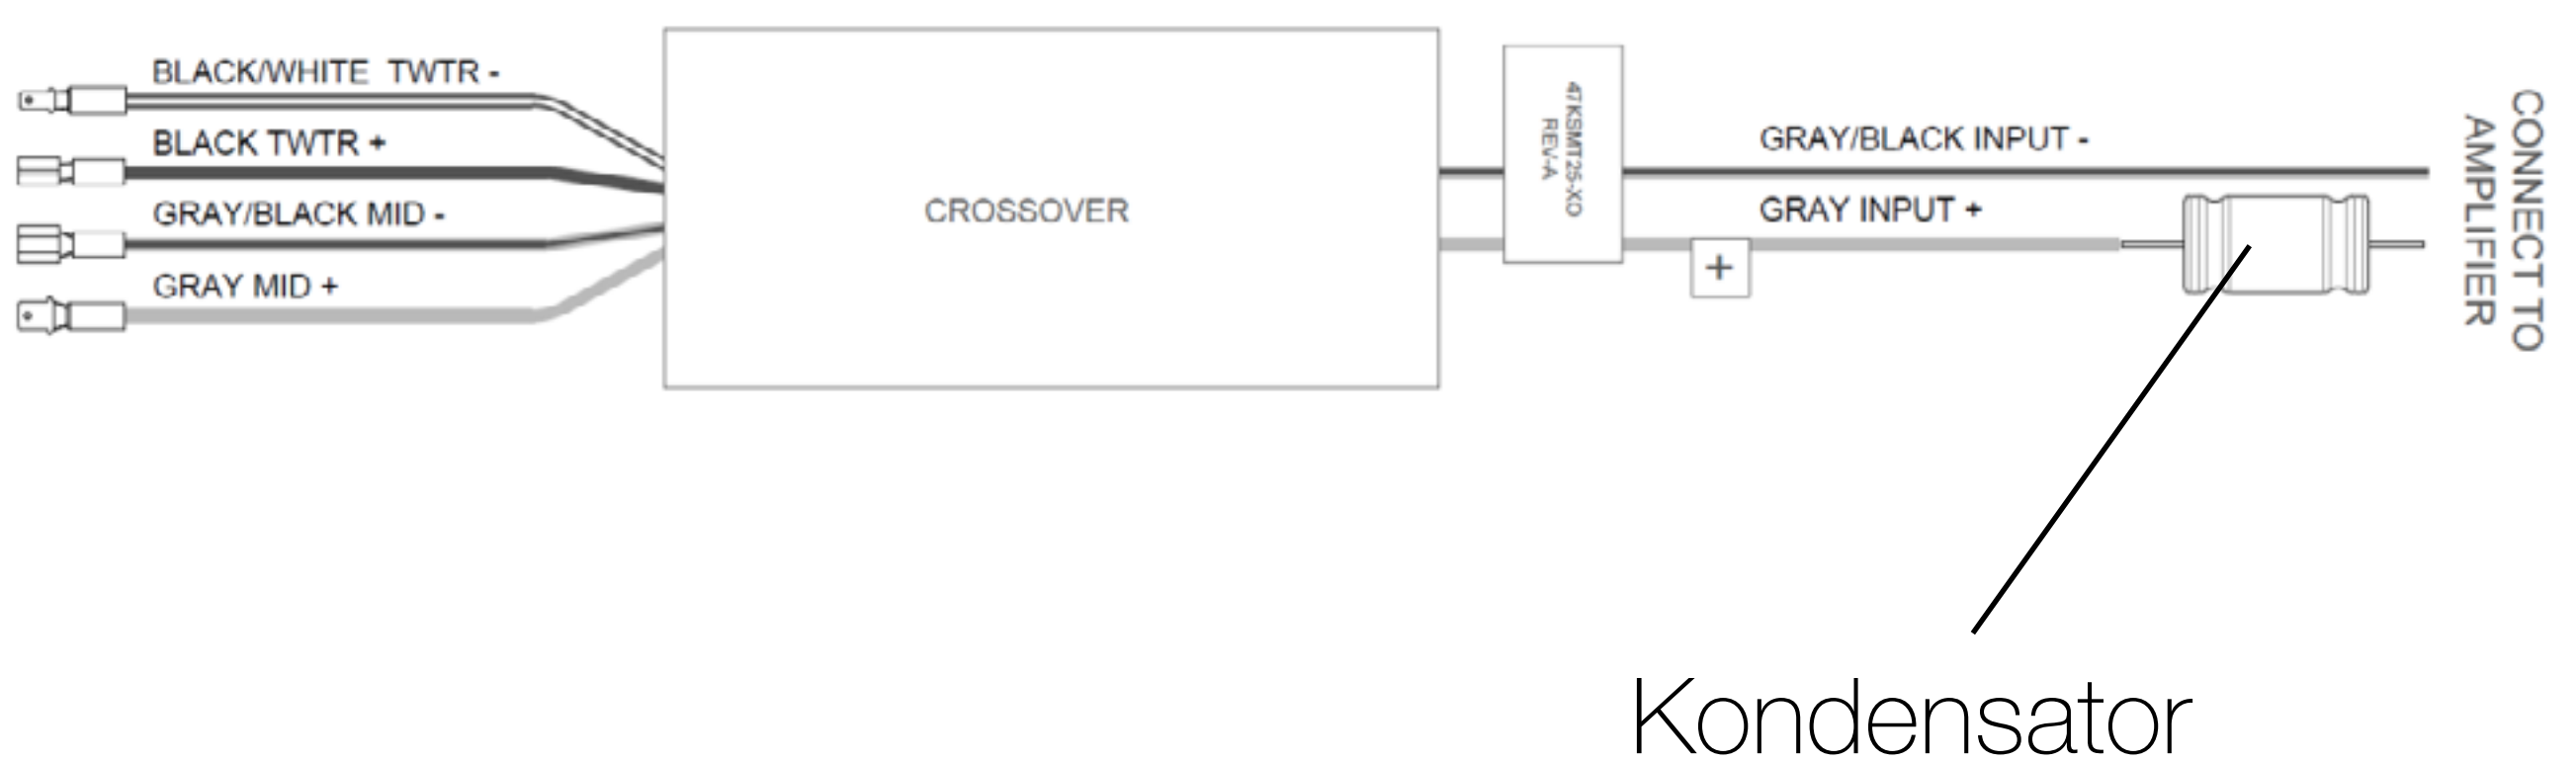 BLACK/WHITE TWTR -
BLACK TWTR +
GRAY/BLACK MID -
GRAY MID +
CROSSOVER
47KSMT25-XO
REV-A
GRAY/BLACK INPUT -
GRAY INPUT +
+
CONNECT TO
AMPLIFIER
Kondensator